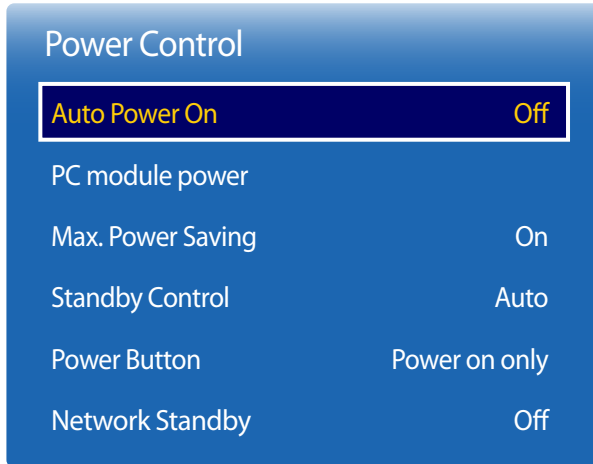 Power Control
Auto Power On Off
PC module power
Max. Power Saving On
Standby Control Auto
Power Button Power on only
Network Standby Off